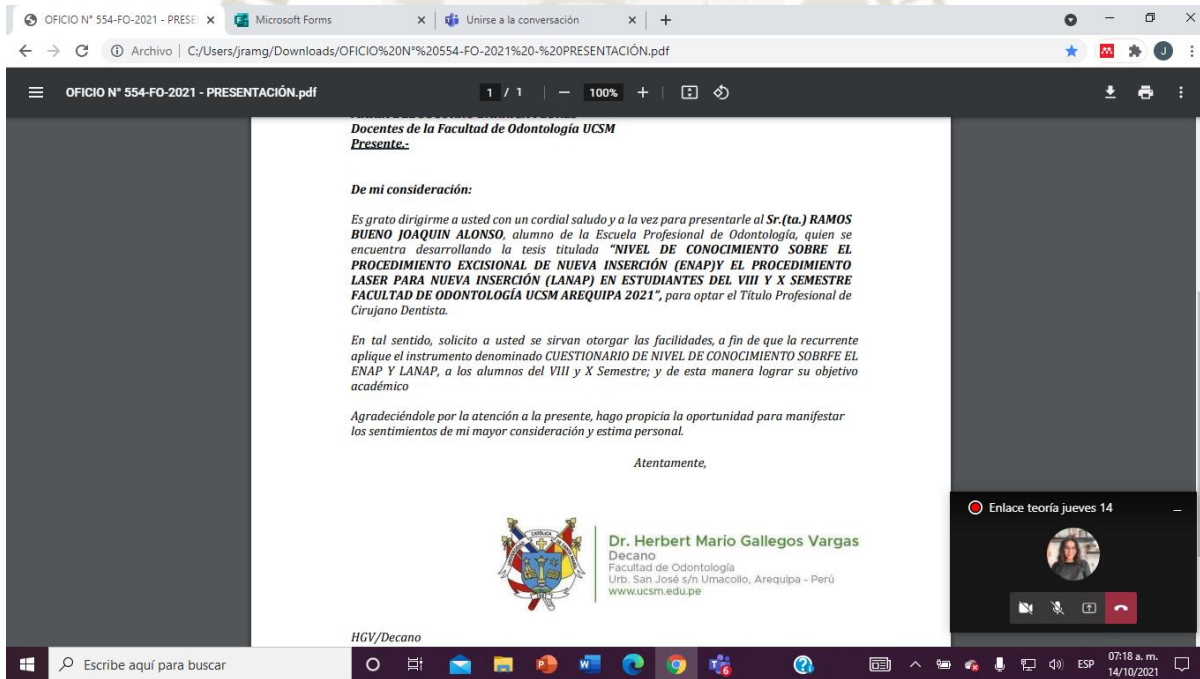 OFICIO N° 554-FO-2021 - PRESE
Microsoft Forms
Unirse a la conversación
Archivo
C:/Users/jramg/Downloads/OFICIO%20N°%20554-FO-2021%20-%20PRESENTACIÓN.pdf
J
OFICIO N° 554-FO-2021 - PRESENTACIÓN.pdf
1 / 1
100%
Docentes de la Facultad de Odontología UCSM
Presente.-
De mi consideración:
Es grato dirigirme a usted con un cordial saludo y a la vez para presentarle al Sr.(ta.) RAMOS
BUENO JOAQUIN ALONSO, alumno de la Escuela Profesional de Odontología, quien se
encuentra desarrollando la tesis titulada "NIVEL DE CONOCIMIENTO SOBRE EL
PROCEDIMIENTO EXCISIONAL DE NUEVA INSERCIÓN (ENAP)Y EL PROCEDIMIENTO
LASER PARA NUEVA INSERCIÓN (LANAP) EN ESTUDIANTES DEL VIII Y X SEMESTRE
FACULTAD DE ODONTOLOGÍA UCSM AREQUIPA 2021", para optar el Título Profesional de
Cirujano Dentista.
En tal sentido, solicito a usted se sirvan otorgar las facilidades, a fin de que la recurrente
aplique el instrumento denominado CUESTIONARIO DE NIVEL DE CONOCIMIENTO SOBRFE EL
ENAP Y LANAP, a los alumnos del VIII y X Semestre; y de esta manera lograr su objetivo
académico
Agradeciéndole por la atención a la presente, hago propicia la oportunidad para manifestar
los sentimientos de mi mayor consideración y estima personal.
Atentamente,
Dr. Herbert Mario Gallegos Vargas
Decano
Facultad de Odontología
Urb. San José s/n Umacollo, Arequipa - Perú
www.ucsm.edu.pe
HGV/Decano
Enlace teoría jueves 14
Escribe aquí para buscar
ESP
07:18 a. m.
14/10/2021